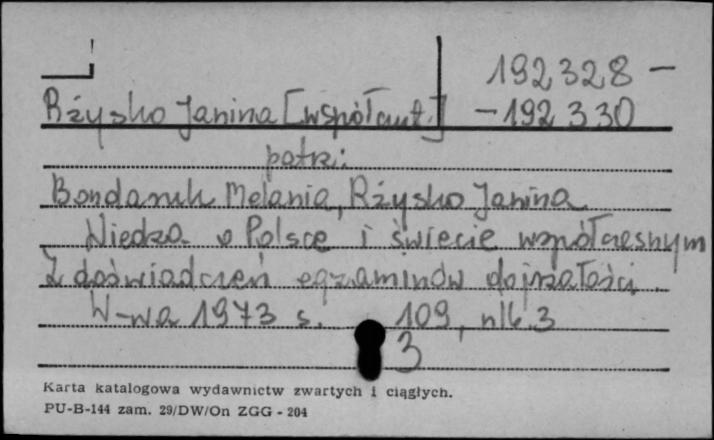 192328 -
Rżysko Janina [współaut.] - 192330
patrz:
Bondaruk Melania, Rżysko Janina
Wiedza o Polsce i świecie współczesnym
Z doświadczeń egzaminów dojrzałości.
W-wa 1973 s. 109, nlb. 3
3
Karta katalogowa wydawnictw zwartych i ciągłych.
PU-B-144 zam. 29/DW/On ZGG - 204